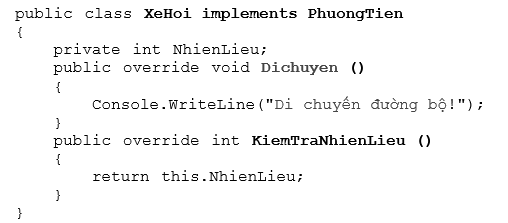 public class XeHoi implements PhuongTien
{
private int NhienLieu;
public override void Dichuyen ()
{
Console.WriteLine("Di chuyến đường bộ!");
}
public override int KiemTraNhienLieu ()
{
return this.NhienLieu;
}
}